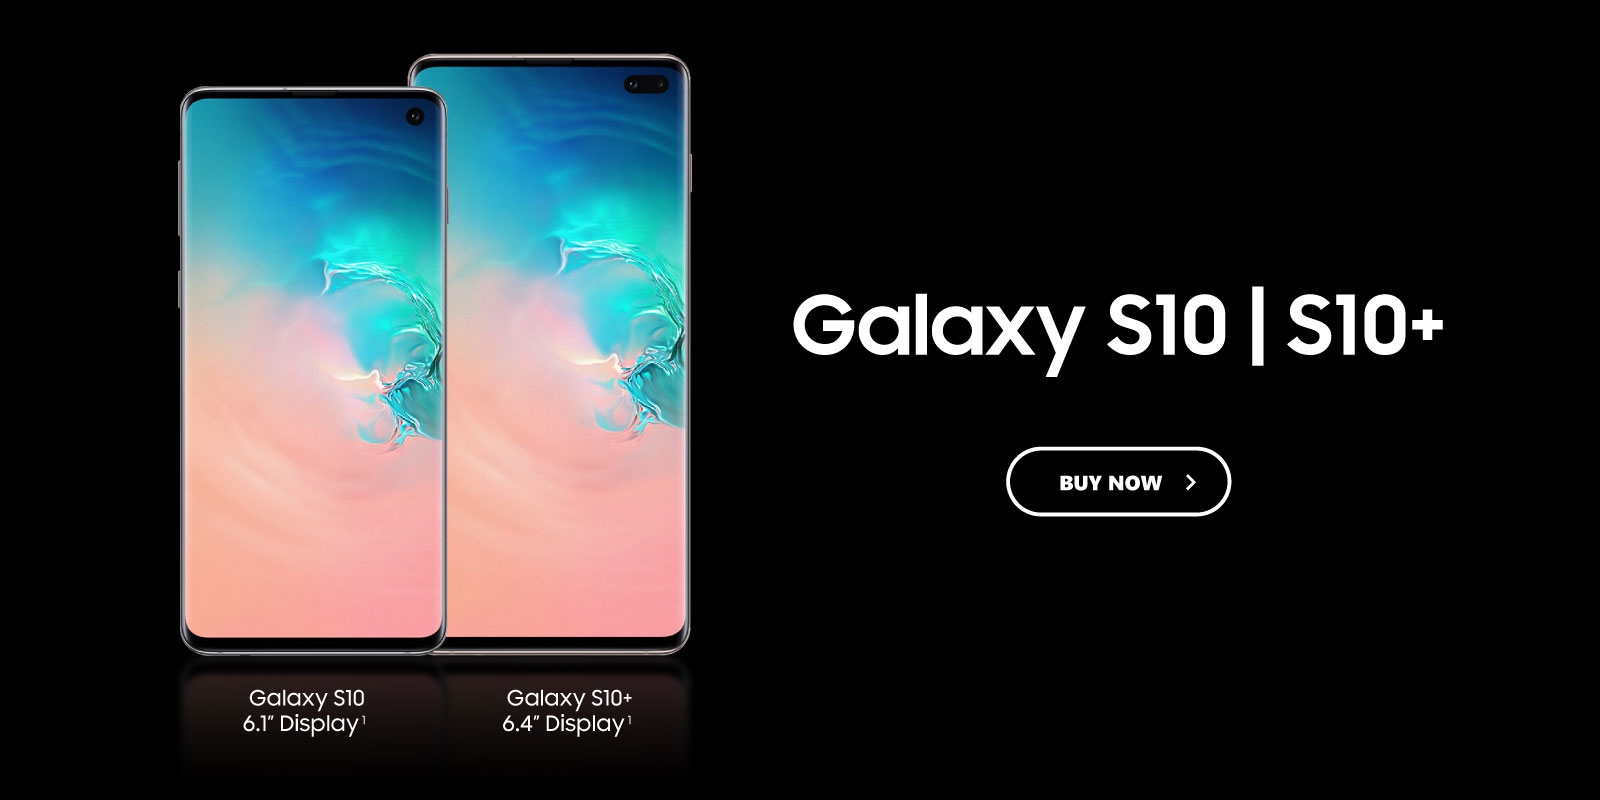 Galaxy S10 | S10+
BUY NOW >
Galaxy S10
6.1” Display¹
Galaxy S10+
6.4” Display¹